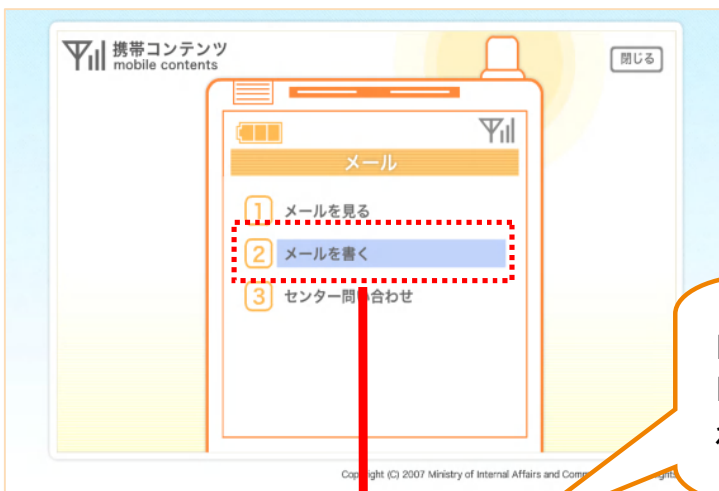 携帯コンテンツ
mobile contents
閉じる
メール
1 メールを見る
2 メールを書く
3 センター問い合わせ
Copyright (C) 2007 Ministry of Internal Affairs and